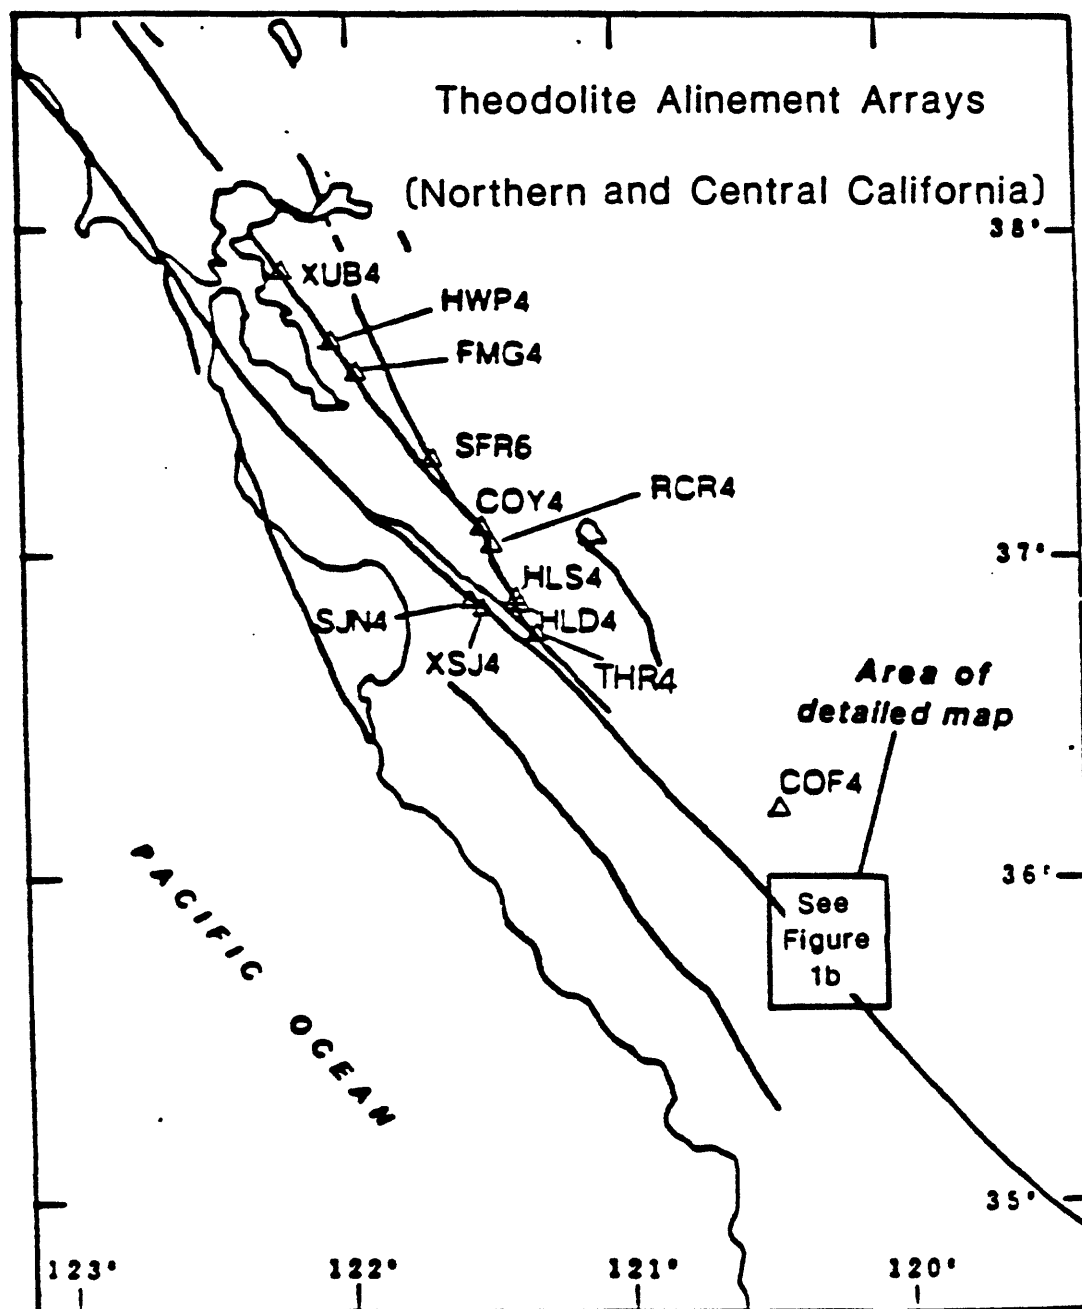 Theodolite Alinement Arrays
(Northern and Central California)
38°
XUB4
HWP4
FMG4
SFR6
RCR4
COY4
37°
HLS4
SJN4
HLD4
XSJ4
THR4
Area of
detailed map
COF4
PACIFIC OCEAN
36°
See
Figure
1b
35°
123°
122°
121°
120°